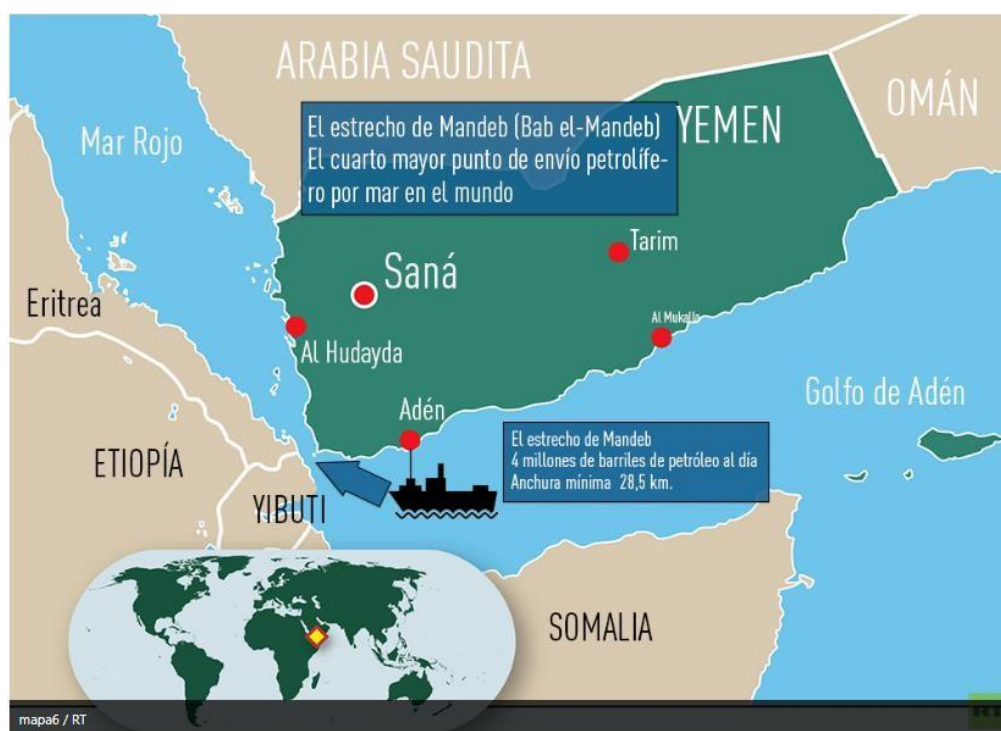 ARABIA SAUDITA
OMÁN
Mar Rojo
El estrecho de Mandeb (Bab el-Mandeb)
El cuarto mayor punto de envío petrolífe-
ro por mar en el mundo
YEMEN
Tarim
Saná
Eritrea
Al Hudayda
Al Mukalla
Golfo de Adén
Adén
El estrecho de Mandeb
4 millones de barriles de petróleo al día
Anchura mínima 28,5 km.
ETIOPÍA
YIBUTI
SOMALIA
mapa6 / RT